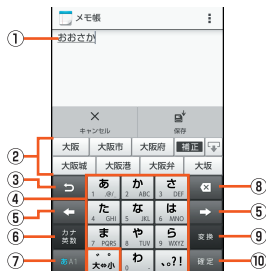 メモ帳
① おおさか
キャンセル 保存
②
大阪 大阪市 大阪府 補正
大阪城 大阪港 大阪弁 大坂
③ あ 1 .@/ か 2 ABC さ 3 DEF ⑧
④
⑤ た 4 GHI な 5 JKL は 6 MNO ⑤
⑥ カナ英数 ま 7 PQRS や 8 TUV ら 9 WXYZ 変換 ⑨
⑦ あA1 大⇔小 わ 0 、。?! 確定 ⑩